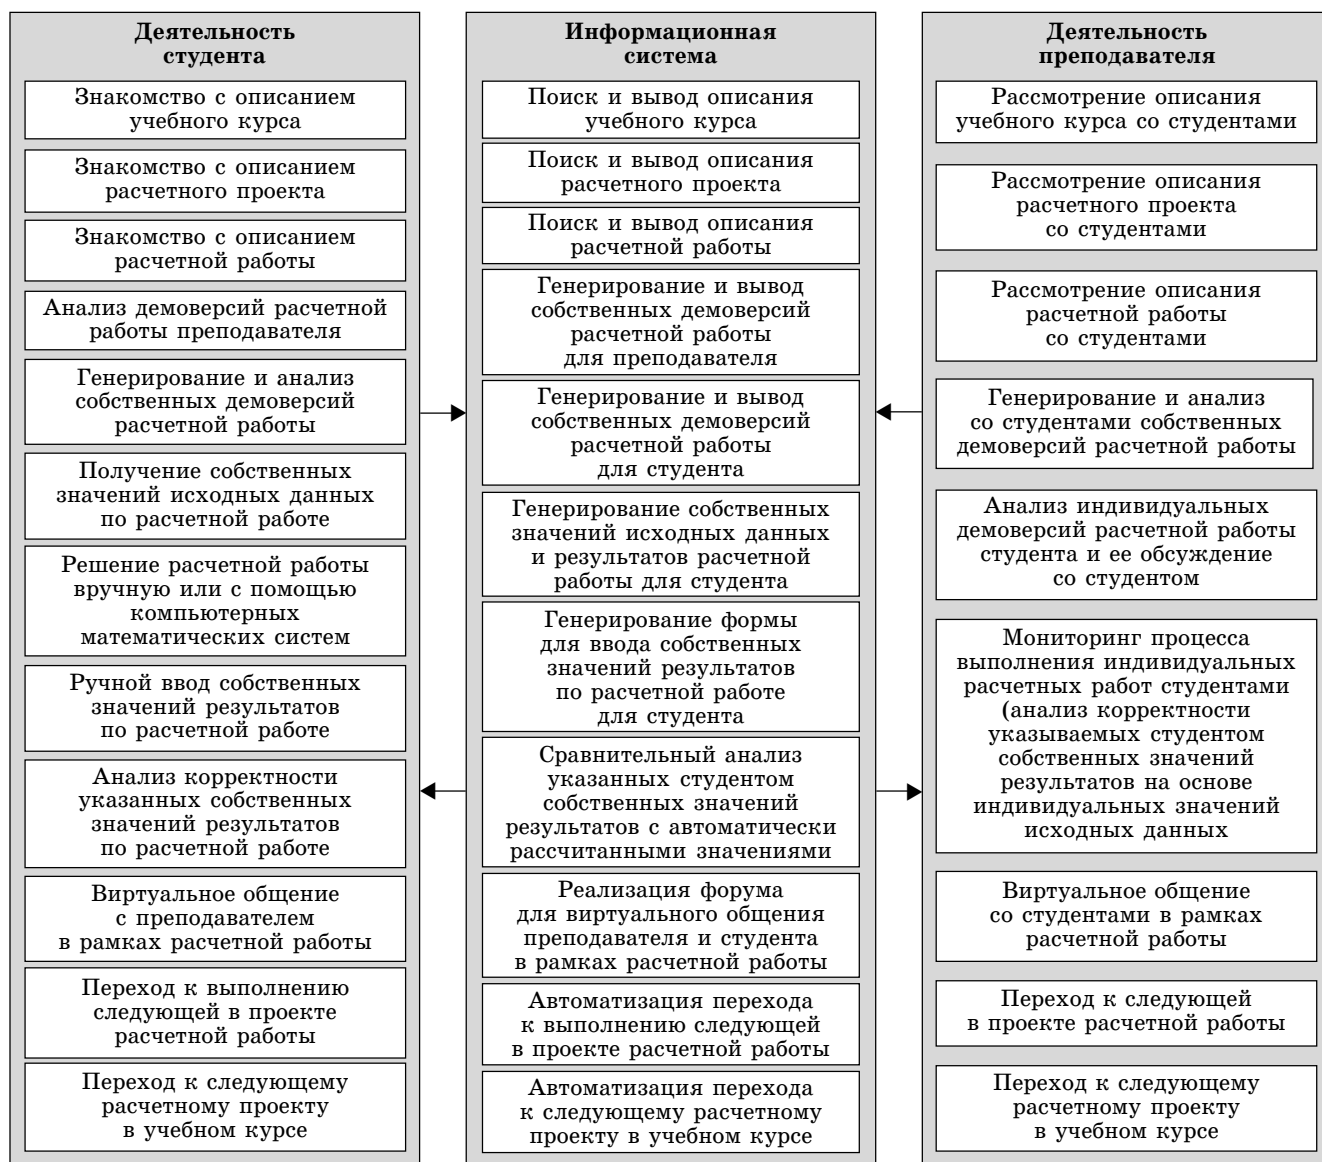 Деятельность
студента
Знакомство с описанием
учебного курса
Знакомство с описанием
расчетного проекта
Знакомство с описанием
расчетной работы
Анализ демоверсий расчетной
работы преподавателя
Генерирование и анализ
собственных демоверсий
расчетной работы
Получение собственных
значений исходных данных
по расчетной работе
Решение расчетной работы
вручную или с помощью
компьютерных
математических систем
Ручной ввод собственных
значений результатов
по расчетной работе
Анализ корректности
указанных собственных
значений результатов
по расчетной работе
Виртуальное общение
с преподавателем
в рамках расчетной работы
Переход к выполнению
следующей в проекте
расчетной работы
Переход к следующему
расчетному проекту
в учебном курсе
Информационная
система
Поиск и вывод описания
учебного курса
Поиск и вывод описания
расчетного проекта
Поиск и вывод описания
расчетной работы
Генерирование и вывод
собственных демоверсий
расчетной работы
для преподавателя
Генерирование и вывод
собственных демоверсий
расчетной работы
для студента
Генерирование собственных
значений исходных данных
и результатов расчетной
работы для студента
Генерирование формы
для ввода собственных
значений результатов
по расчетной работе
для студента
Сравнительный анализ
указанных студентом
собственных значений
результатов с автоматически
рассчитанными значениями
Реализация форума
для виртуального общения
преподавателя и студента
в рамках расчетной работы
Автоматизация перехода
к выполнению следующей
в проекте расчетной работы
Автоматизация перехода
к следующему расчетному
проекту в учебном курсе
Деятельность
преподавателя
Рассмотрение описания
учебного курса со студентами
Рассмотрение описания
расчетного проекта
со студентами
Рассмотрение описания
расчетной работы
со студентами
Генерирование и анализ
со студентами собственных
демоверсий расчетной работы
Анализ индивидуальных
демоверсий расчетной работы
студента и ее обсуждение
со студентом
Мониторинг процесса
выполнения индивидуальных
расчетных работ студентами
(анализ корректности
указываемых студентом
собственных значений
результатов на основе
индивидуальных значений
исходных данных
Виртуальное общение
со студентами в рамках
расчетной работы
Переход к следующей
в проекте расчетной работы
Переход к следующему
расчетному проекту
в учебном курсе